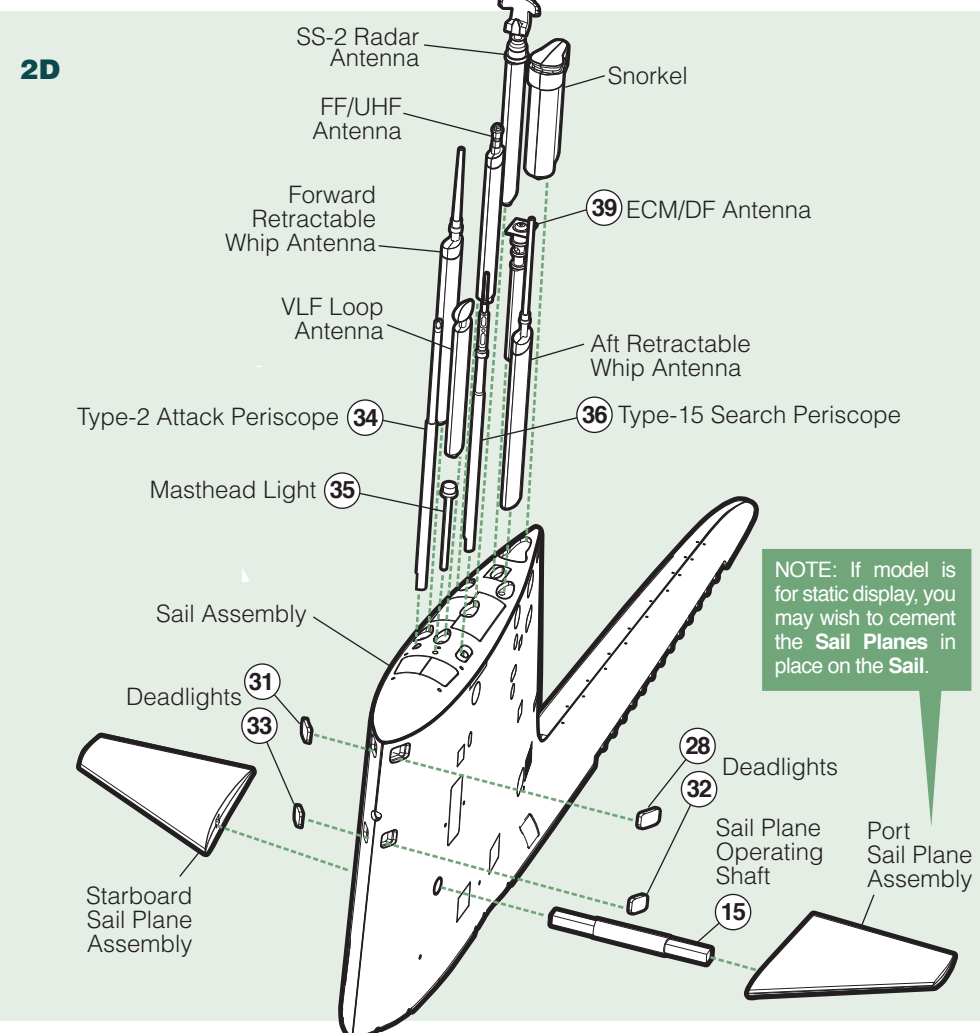 2D
SS-2 Radar
Antenna
Snorkel
FF/UHF
Antenna
Forward
Retractable
Whip Antenna
39 ECM/DF Antenna
VLF Loop
Antenna
Aft Retractable
Whip Antenna
Type-2 Attack Periscope 34
36 Type-15 Search Periscope
Masthead Light 35
Sail Assembly
NOTE: If model is
for static display, you
may wish to cement
the Sail Planes in
place on the Sail.
Deadlights 31
33
28
Deadlights
32
Sail Plane
Operating
Shaft
15
Port
Sail Plane
Assembly
Starboard
Sail Plane
Assembly